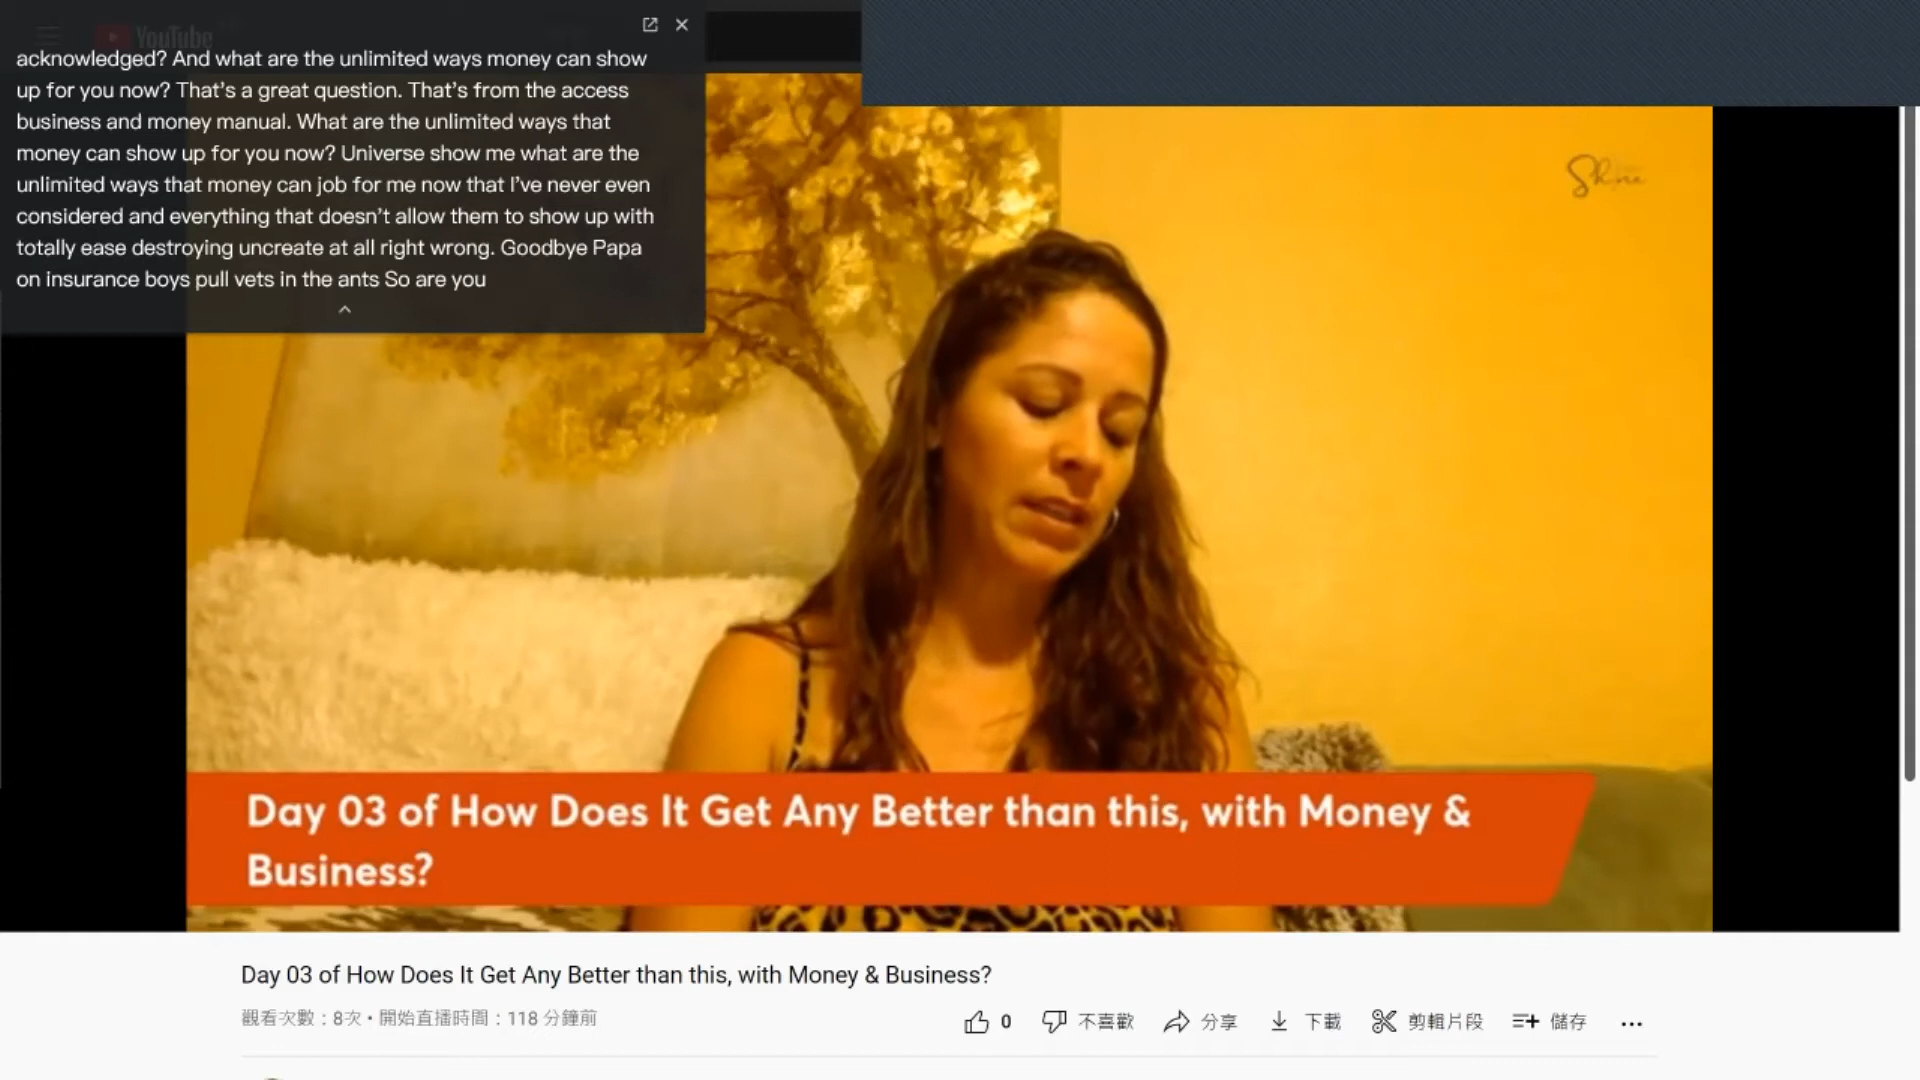 YouTube
acknowledged? And what are the unlimited ways money can show
up for you now? That's a great question. That's from the access
business and money manual. What are the unlimited ways that
money can show up for you now? Universe show me what are the
unlimited ways that money can job for me now that I've never even
considered and everything that doesn't allow them to show up with
totally ease destroying uncreate at all right wrong. Goodbye Papa
on insurance boys pull vets in the ants So are you
Shine
Day 03 of How Does It Get Any Better than this, with Money &
Business?
Day 03 of How Does It Get Any Better than this, with Money & Business?
觀看次數：8次 • 開始直播時間：118 分鐘前
0 不喜歡 分享 下載 剪輯片段 儲存